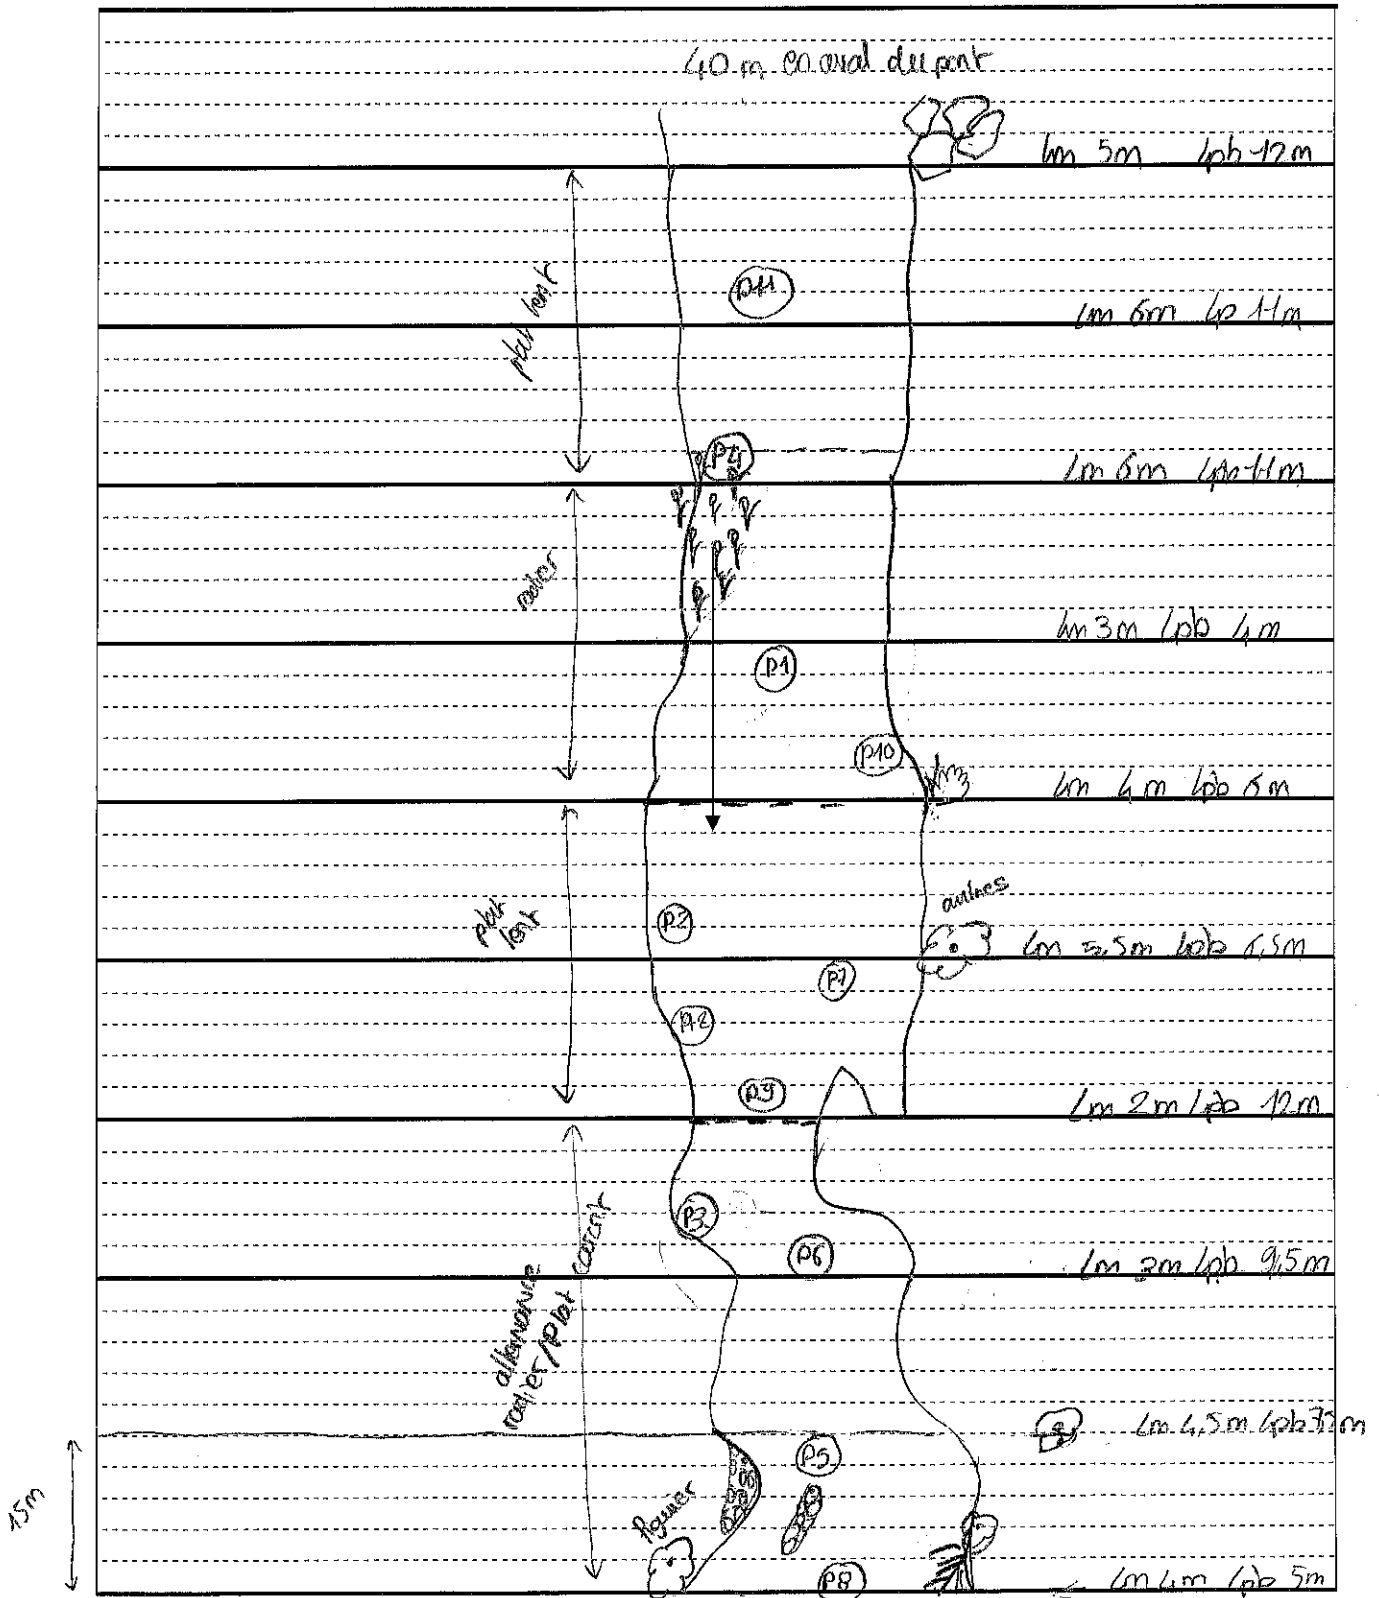 40 m en aval du pont
lm 5m lpb 12m
plat lent
P11
lm 6m lp 11m
P4
lm 6m lpb 11m
radier
lm 3m lpb 4m
P1
P10
lm 4m lpb 6m
plat
lent
P2
aulnes
lm 3,5m lpb 6,5m
P7
P12
P9
lm 2m lpb 12m
P3
P6
lm 3m lpb 9,5m
alternance
radier/plat courant
lm 4,5m lpb
P5
15m
figuier
P8
lm 4m lpb 5m